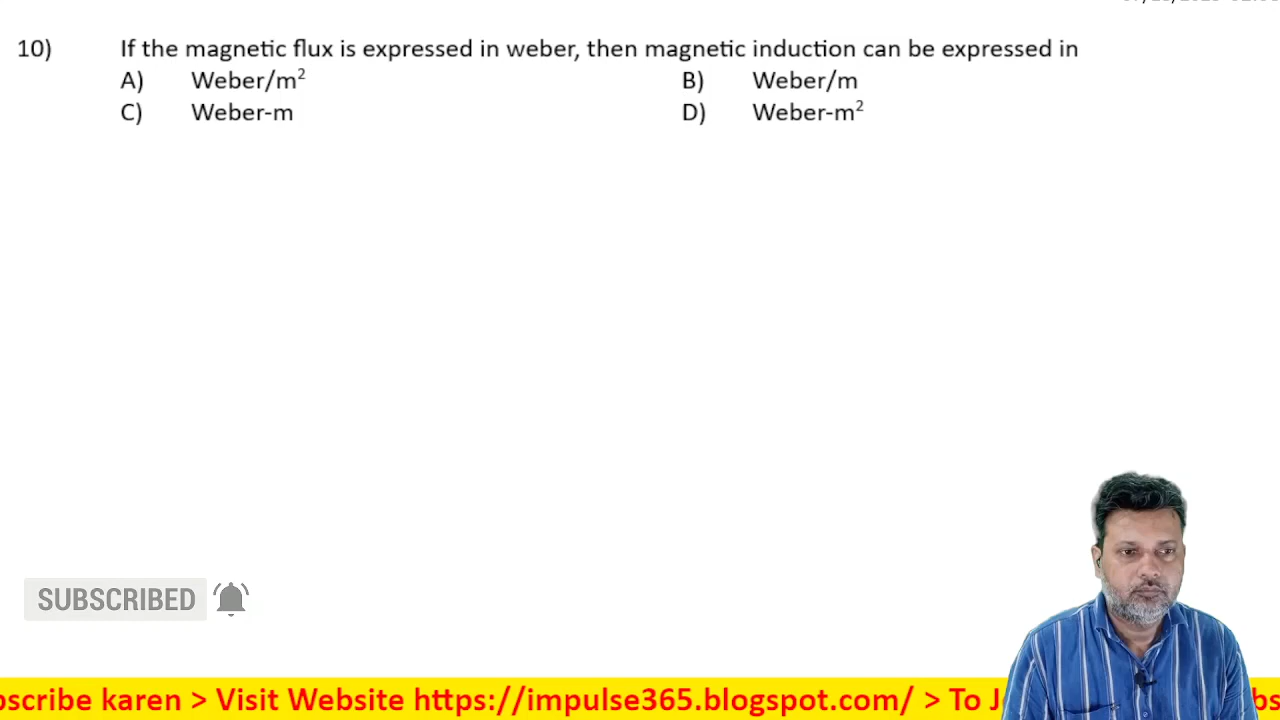 10) If the magnetic flux is expressed in weber, then magnetic induction can be expressed in
A) Weber/m² B) Weber/m
C) Weber-m D) Weber-m²
SUBSCRIBED
bscribe karen > Visit Website https://impulse365.blogspot.com/ > To J